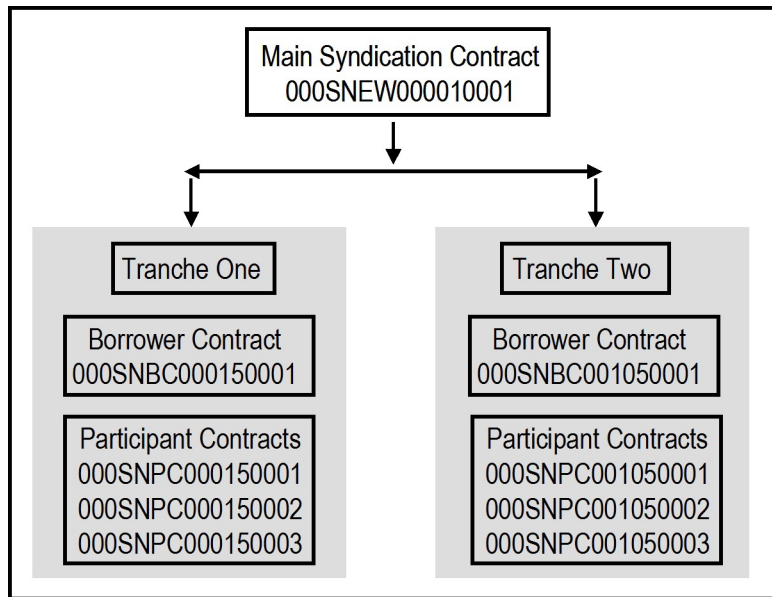 Main Syndication Contract
000SNEW000010001
Tranche One
Borrower Contract
000SNBC000150001
Participant Contracts
000SNPC000150001
000SNPC000150002
000SNPC000150003
Tranche Two
Borrower Contract
000SNBC001050001
Participant Contracts
000SNPC001050001
000SNPC001050002
000SNPC001050003